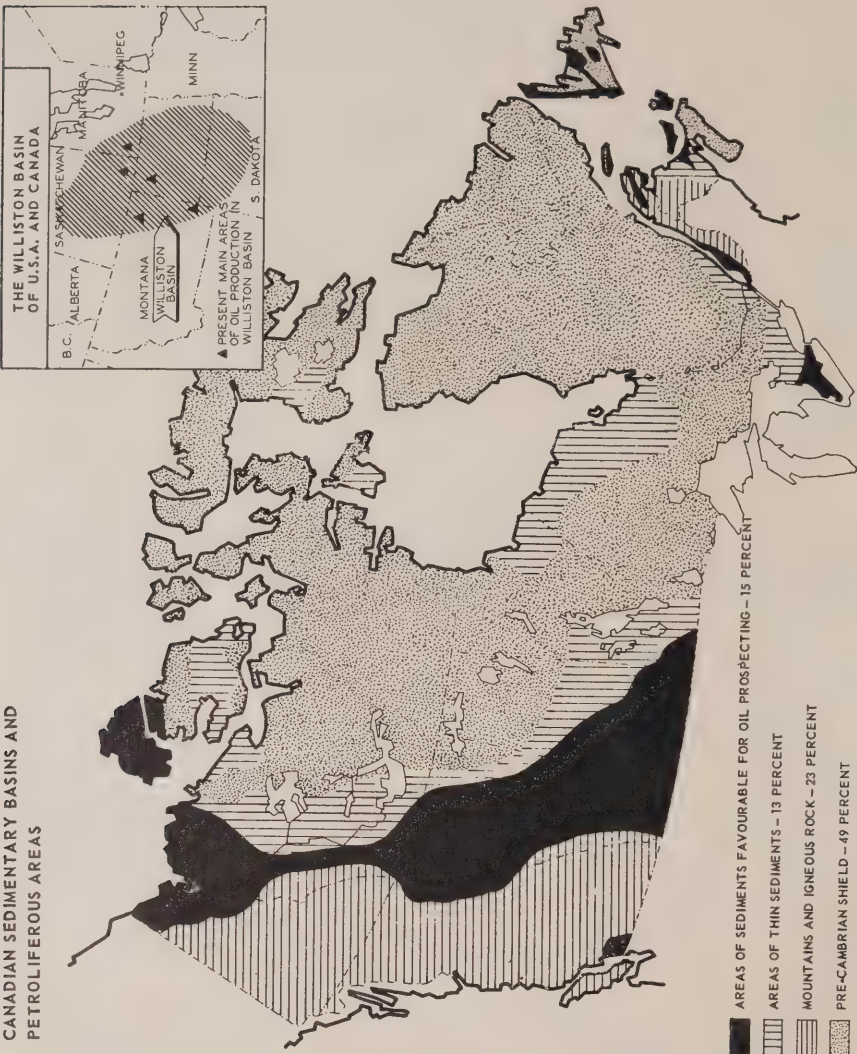 CANADIAN SEDIMENTARY BASINS AND
PETROLIFEROUS AREAS
THE WILLISTON BASIN
OF U.S.A. AND CANADA
B.C.
ALBERTA
SASKATCHEWAN
MANITOBA
WINNIPEG
MONTANA
WILLISTON
BASIN
MINN
S. DAKOTA
▲ PRESENT MAIN AREAS
OF OIL PRODUCTION IN
WILLISTON BASIN
AREAS OF SEDIMENTS FAVOURABLE FOR OIL PROSPECTING – 15 PERCENT
AREAS OF THIN SEDIMENTS – 13 PERCENT
MOUNTAINS AND IGNEOUS ROCK – 23 PERCENT
PRE-CAMBRIAN SHIELD – 49 PERCENT